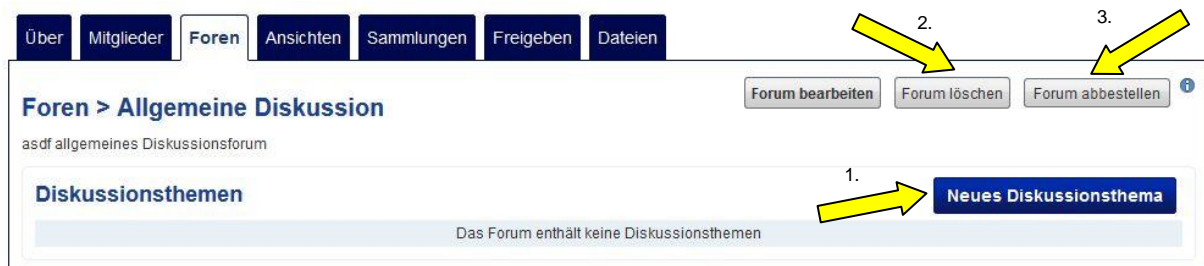 2. 3.
Über Mitglieder Foren Ansichten Sammlungen Freigeben Dateien
Forum bearbeiten Forum löschen Forum abbestellen
Foren > Allgemeine Diskussion
asdf allgemeines Diskussionsforum
1.
Diskussionsthemen Neues Diskussionsthema
Das Forum enthält keine Diskussionsthemen